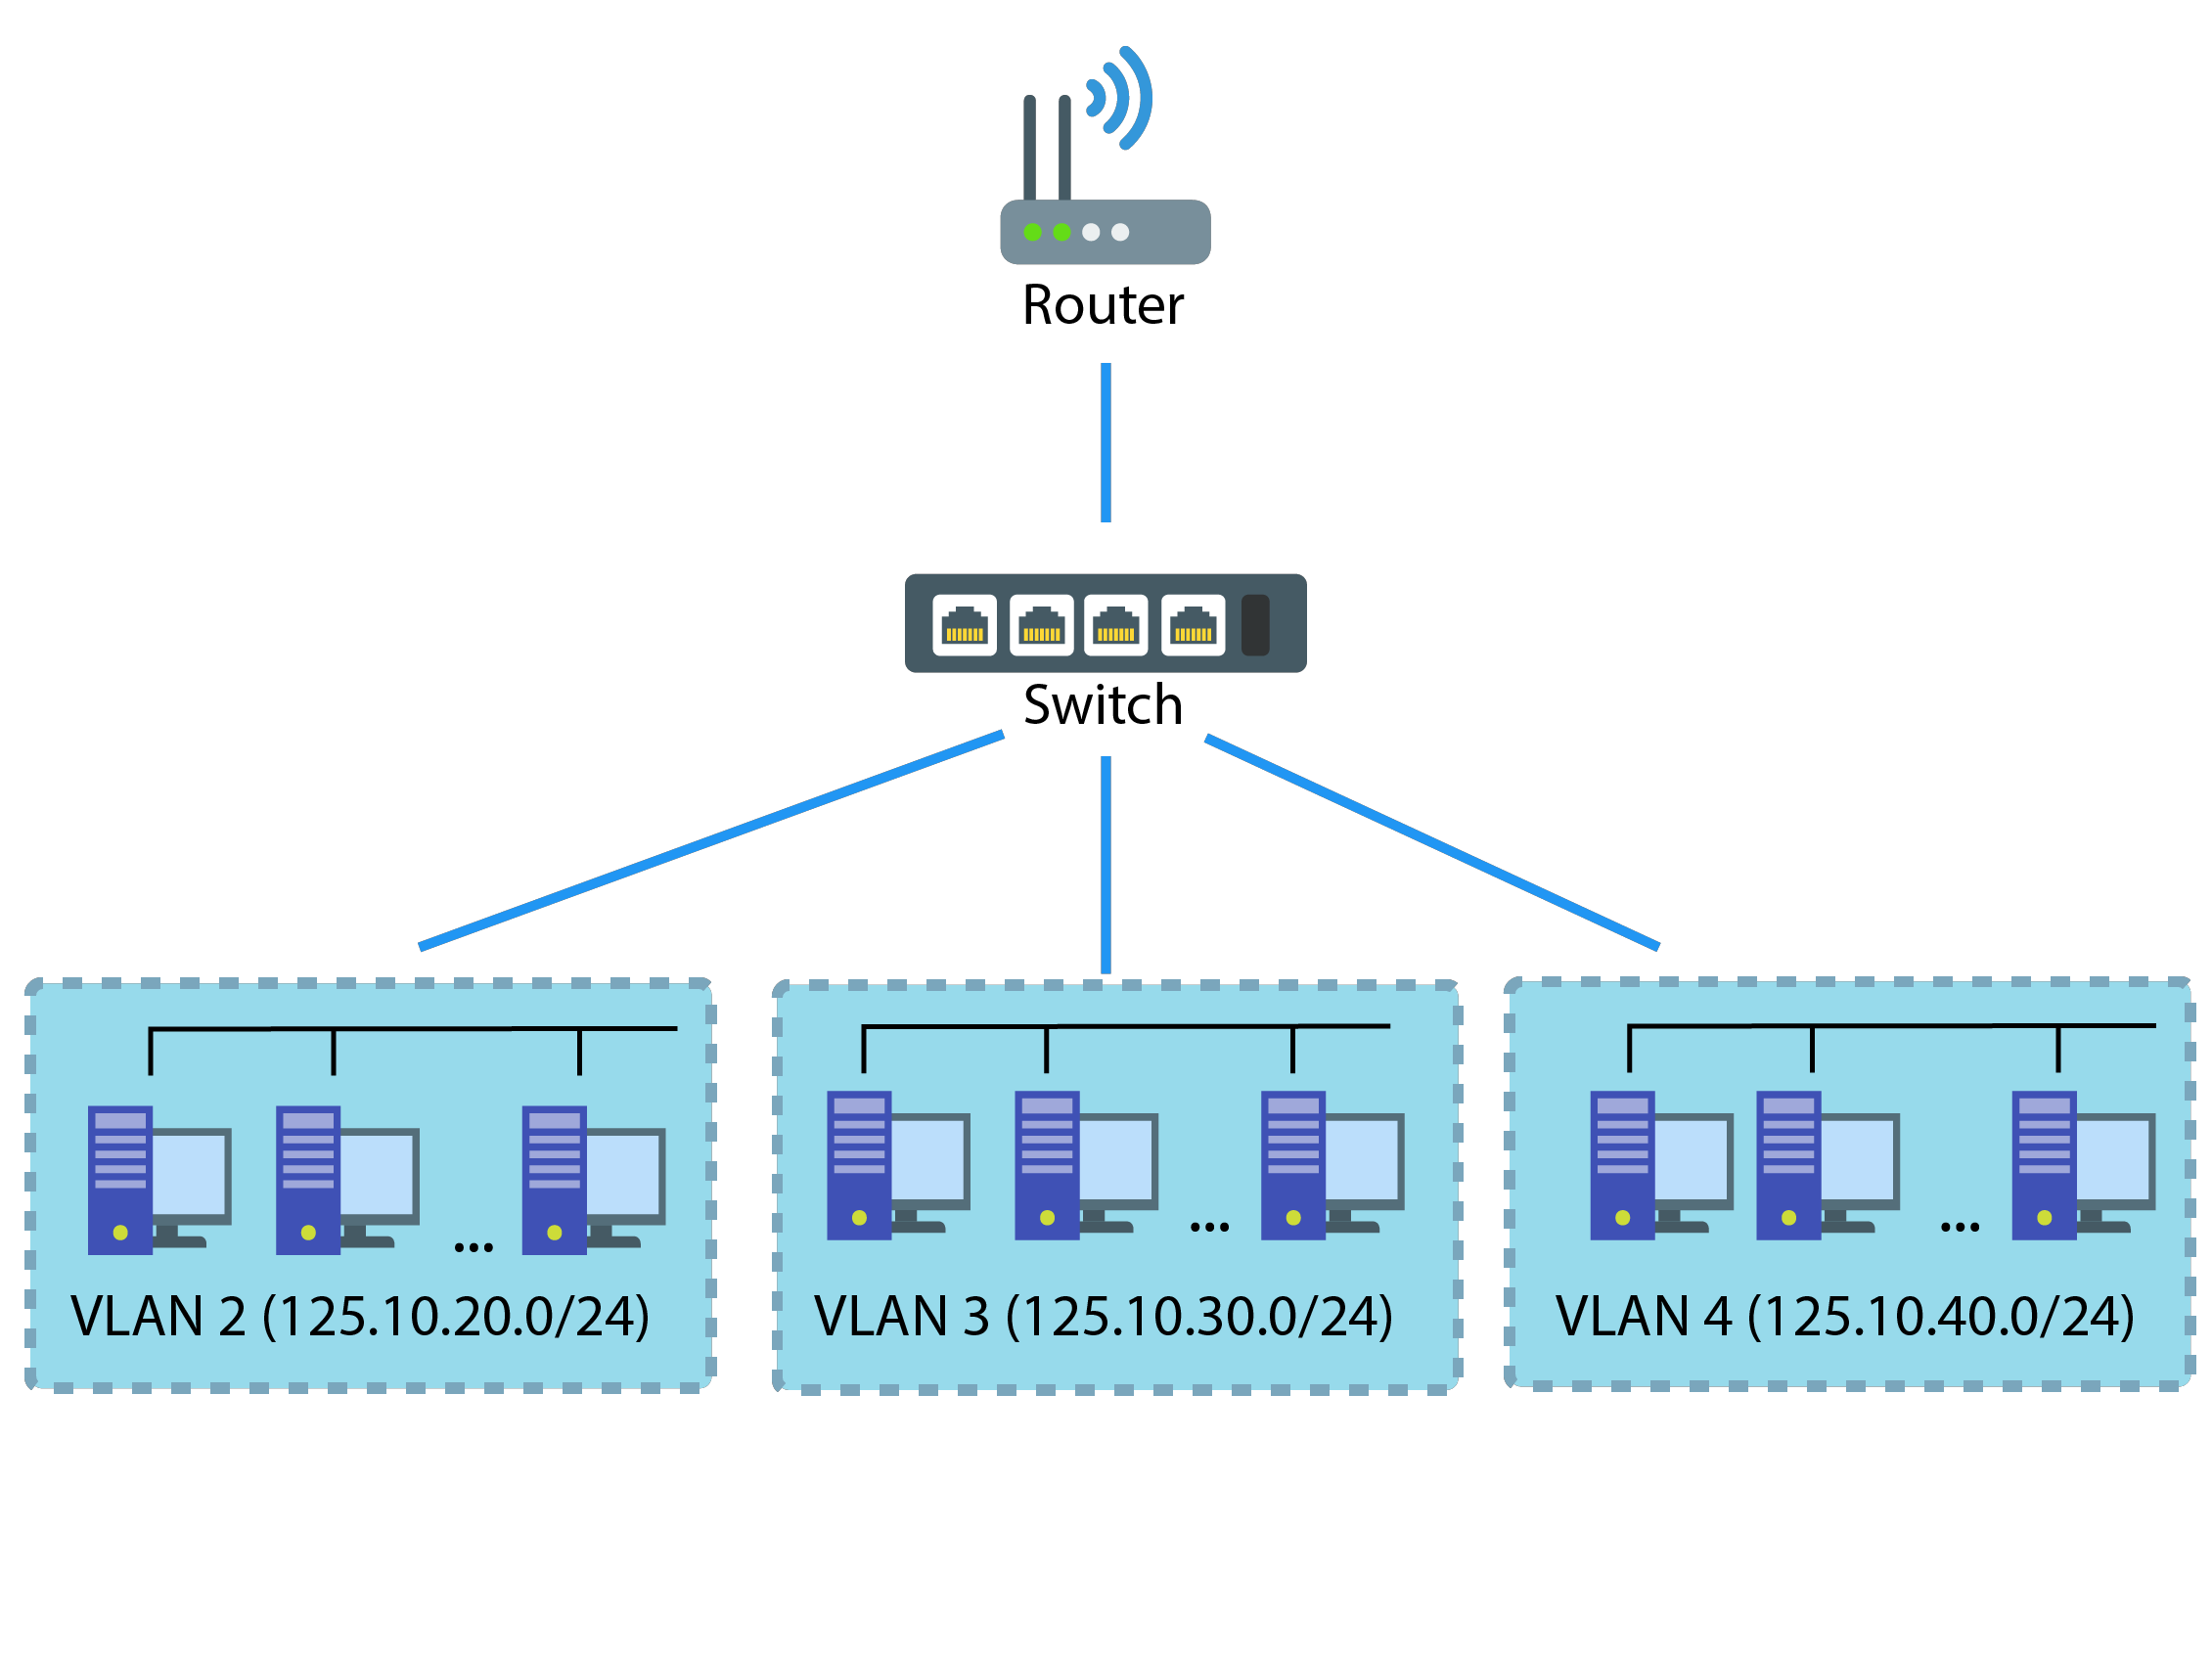 Router
Switch
...
...
...
VLAN 2 (125.10.20.0/24)
VLAN 3 (125.10.30.0/24)
VLAN 4 (125.10.40.0/24)